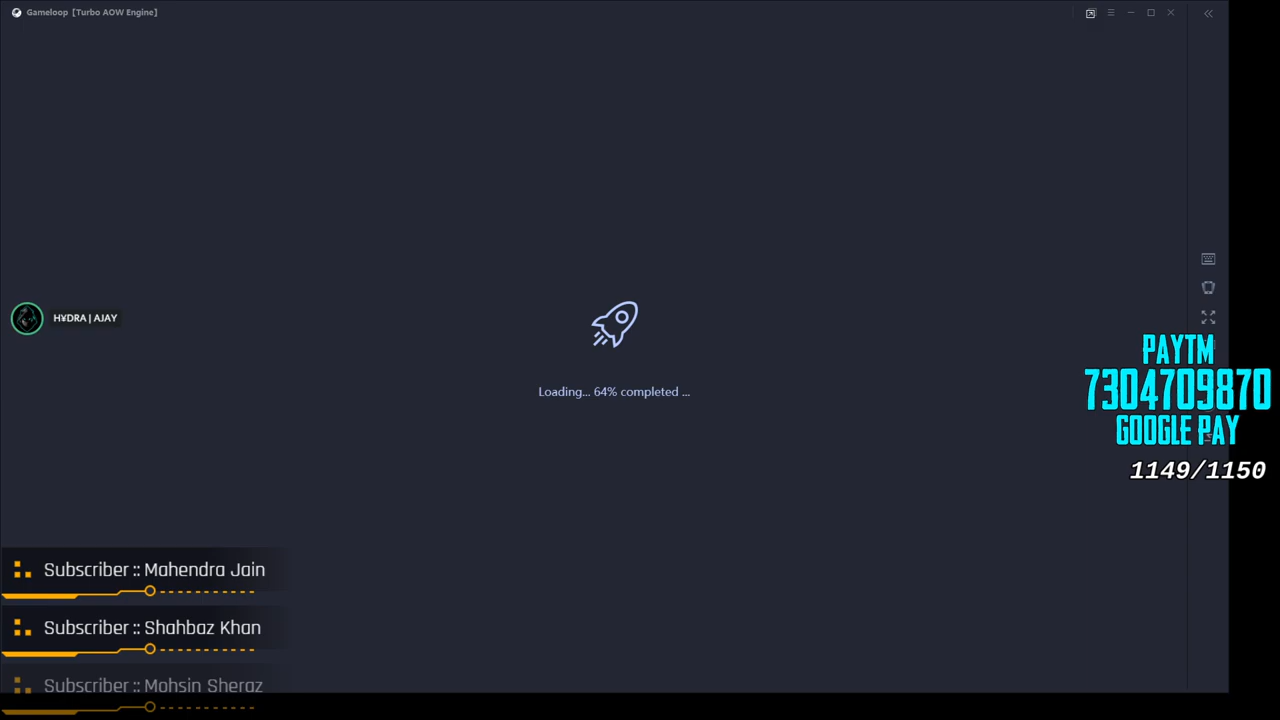 Gameloop [Turbo AOW Engine]
H¥DRA | AJAY
Loading... 64% completed ...
PAYTM
7304709870
GOOGLE PAY
1149/1150
Subscriber :: Mahendra Jain
Subscriber :: Shahbaz Khan
Subscriber :: Mohsin Sheraz